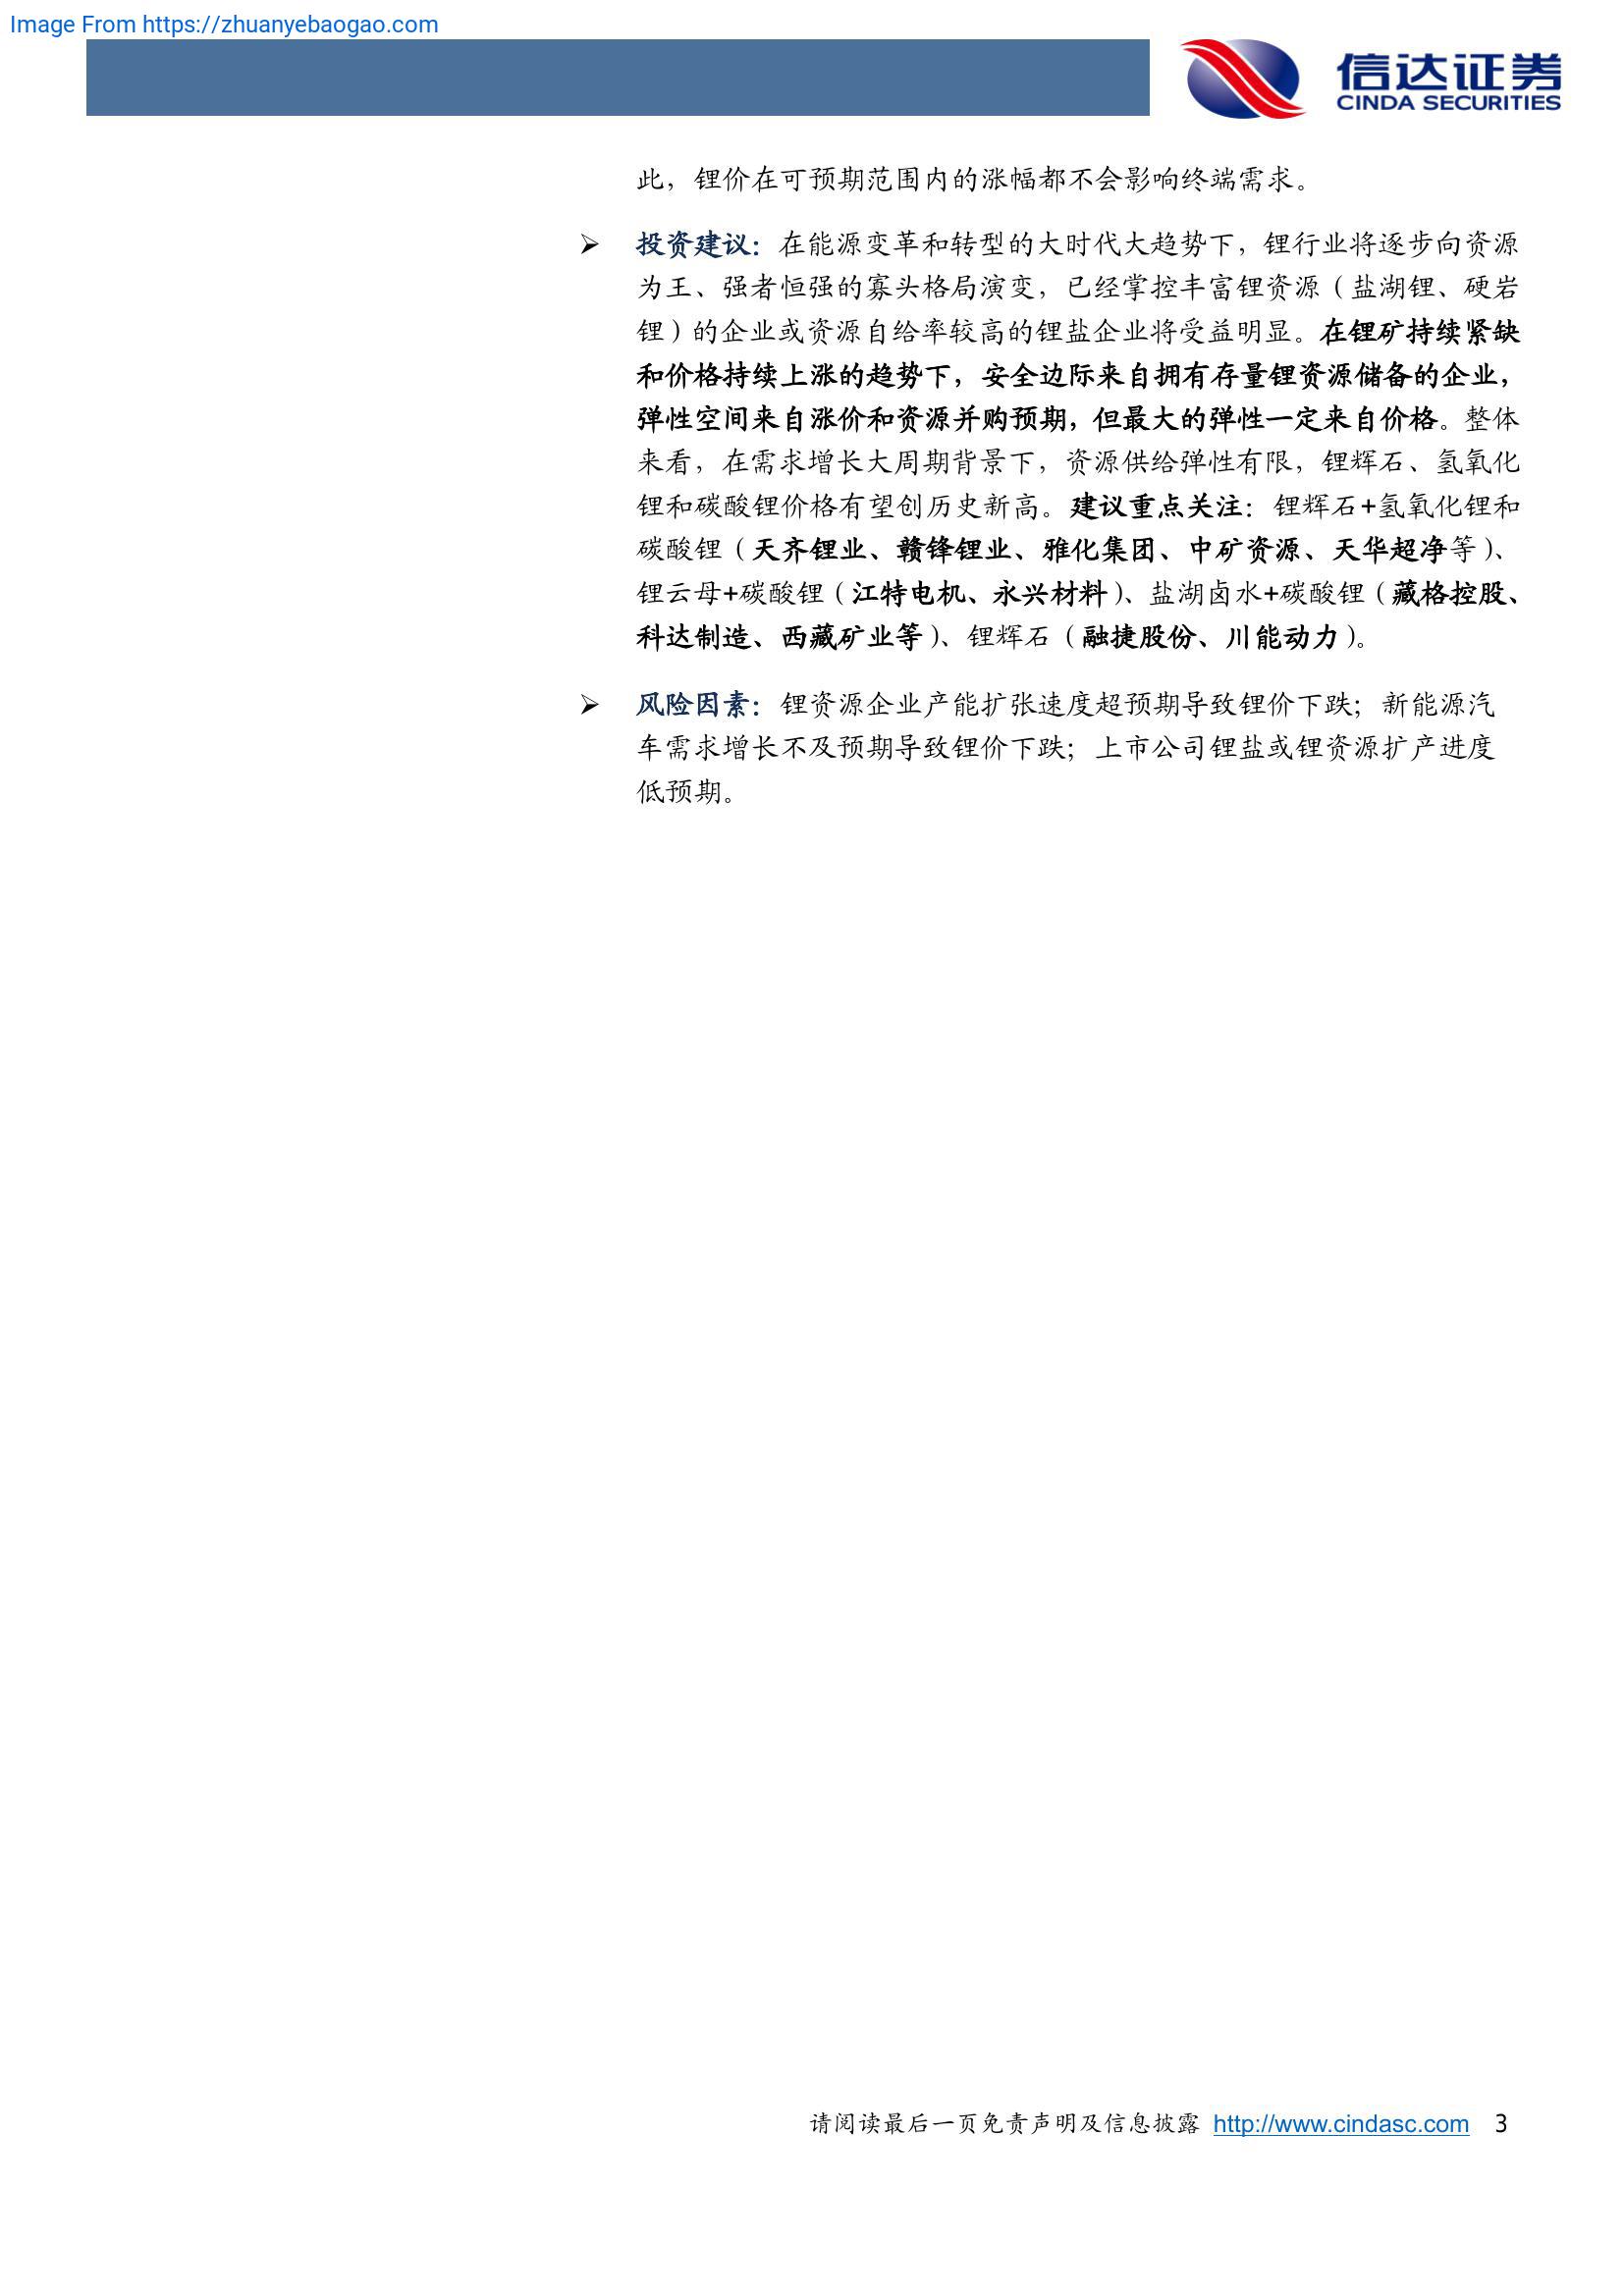 Image From https://zhuanyebaogao.com
信达证券
CINDA SECURITIES
此，锂价在可预期范围内的涨幅都不会影响终端需求。
➢ 投资建议：在能源变革和转型的大时代大趋势下，锂行业将逐步向资源
为王、强者恒强的寡头格局演变，已经掌控丰富锂资源（盐湖锂、硬岩
锂）的企业或资源自给率较高的锂盐企业将受益明显。在锂矿持续紧缺
和价格持续上涨的趋势下，安全边际来自拥有存量锂资源储备的企业，
弹性空间来自涨价和资源并购预期，但最大的弹性一定来自价格。整体
来看，在需求增长大周期背景下，资源供给弹性有限，锂辉石、氢氧化
锂和碳酸锂价格有望创历史新高。建议重点关注：锂辉石+氢氧化锂和
碳酸锂（天齐锂业、赣锋锂业、雅化集团、中矿资源、天华超净等）、
锂云母+碳酸锂（江特电机、永兴材料）、盐湖卤水+碳酸锂（藏格控股、
科达制造、西藏矿业等）、锂辉石（融捷股份、川能动力）。
➢ 风险因素：锂资源企业产能扩张速度超预期导致锂价下跌；新能源汽
车需求增长不及预期导致锂价下跌；上市公司锂盐或锂资源扩产进度
低预期。
请阅读最后一页免责声明及信息披露 http://www.cindasc.com 3